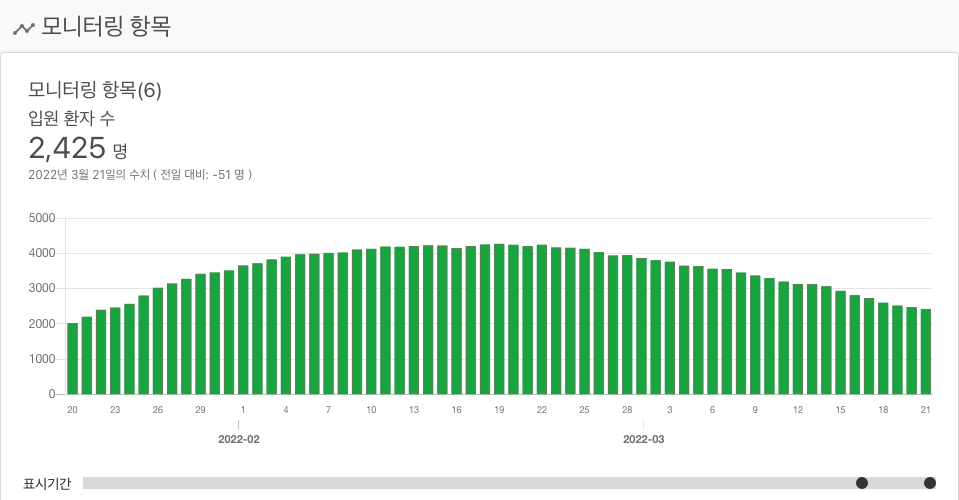 모니터링 항목
모니터링 항목(6)
입원 환자 수
2,425 명
2022년 3월 21일의 수치 ( 전일 대비: -51 명 )
5000
4000
3000
2000
1000
0
20 23 26 29 1 4 7 10 13 16 19 22 25 28 3 6 9 12 15 18 21
2022-02 2022-03
표시기간